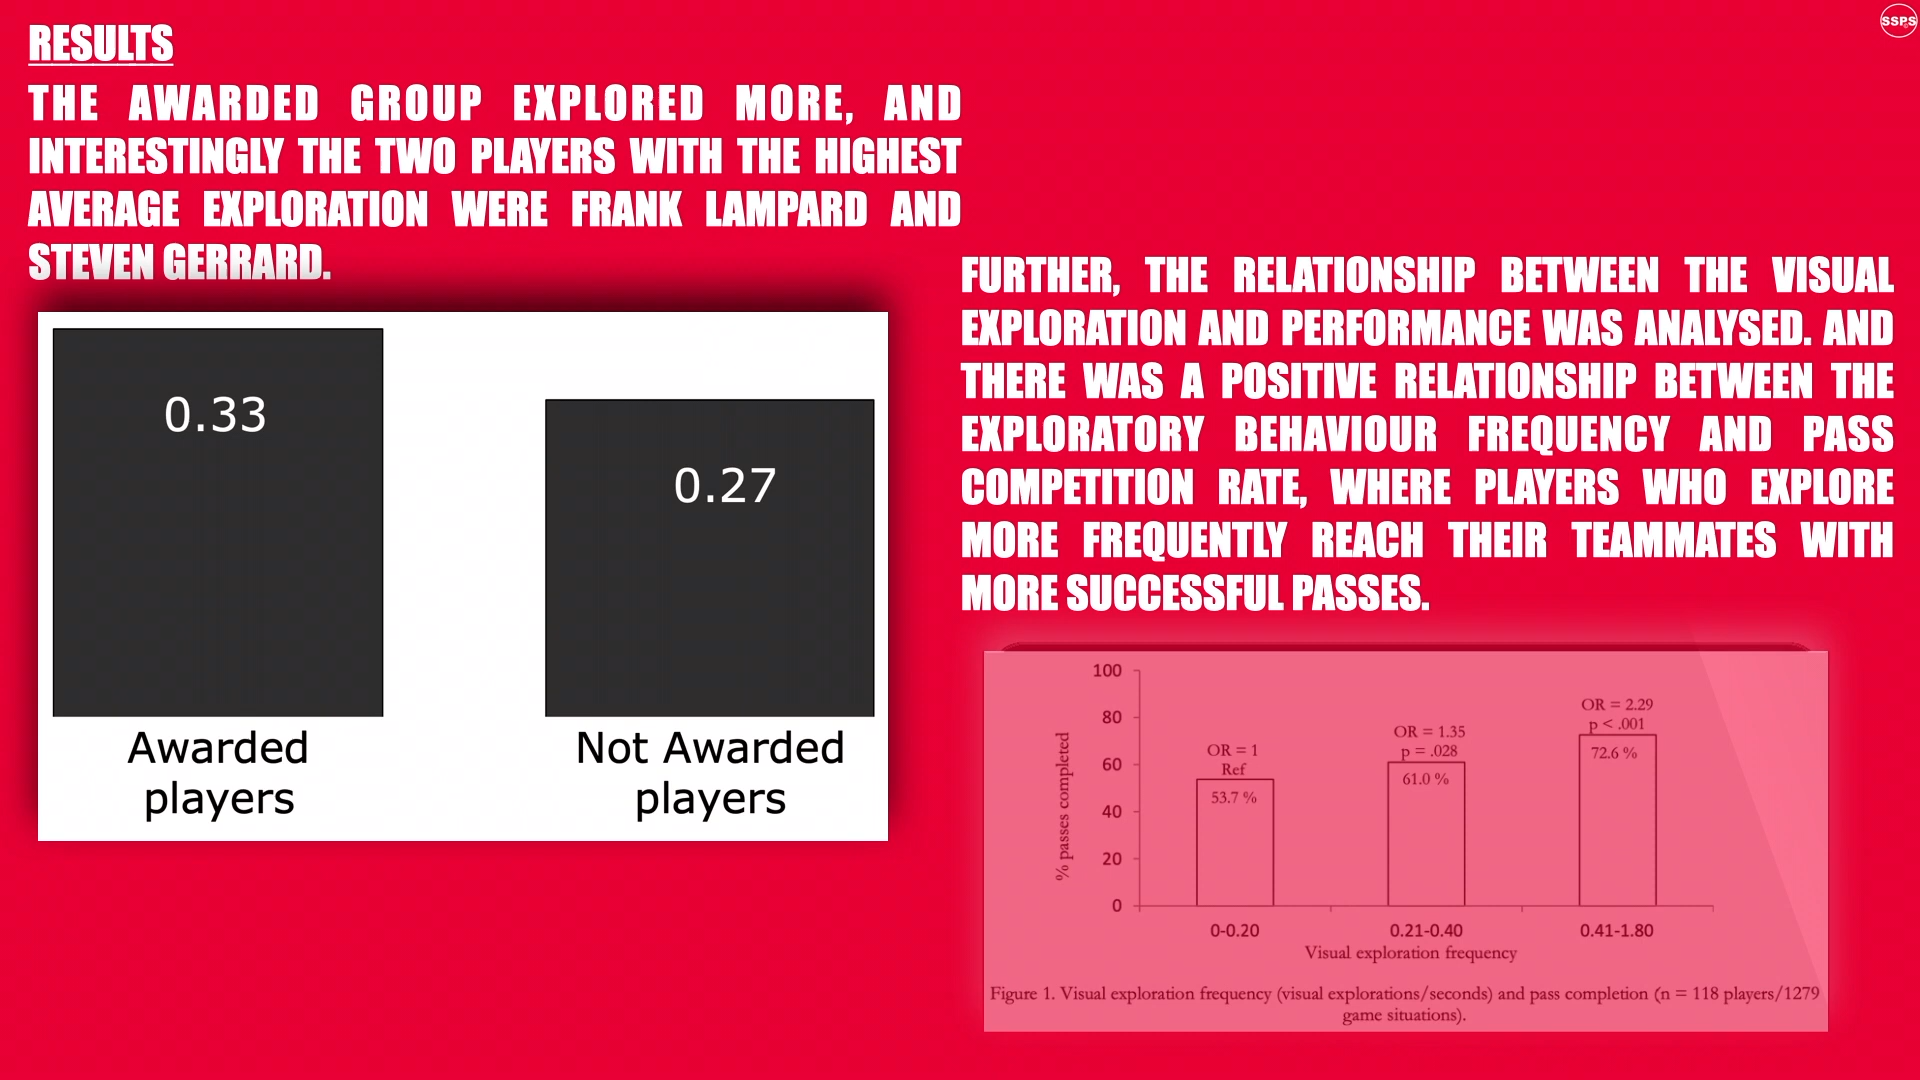 SSPS
RESULTS
THE AWARDED GROUP EXPLORED MORE, AND
INTERESTINGLY THE TWO PLAYERS WITH THE HIGHEST
AVERAGE EXPLORATION WERE FRANK LAMPARD AND
STEVEN GERRARD.
0.33
0.27
Awarded
players
Not Awarded
players
FURTHER, THE RELATIONSHIP BETWEEN THE VISUAL
EXPLORATION AND PERFORMANCE WAS ANALYSED. AND
THERE WAS A POSITIVE RELATIONSHIP BETWEEN THE
EXPLORATORY BEHAVIOUR FREQUENCY AND PASS
COMPETITION RATE, WHERE PLAYERS WHO EXPLORE
MORE FREQUENTLY REACH THEIR TEAMMATES WITH
MORE SUCCESSFUL PASSES.
% passes completed
100
80
60
40
20
0
OR = 1
Ref
53.7 %
OR = 1.35
p = .028
61.0 %
OR = 2.29
p < .001
72.6 %
0-0.20
0.21-0.40
0.41-1.80
Visual exploration frequency
Figure 1. Visual exploration frequency (visual explorations/seconds) and pass completion (n = 118 players/1279
game situations).